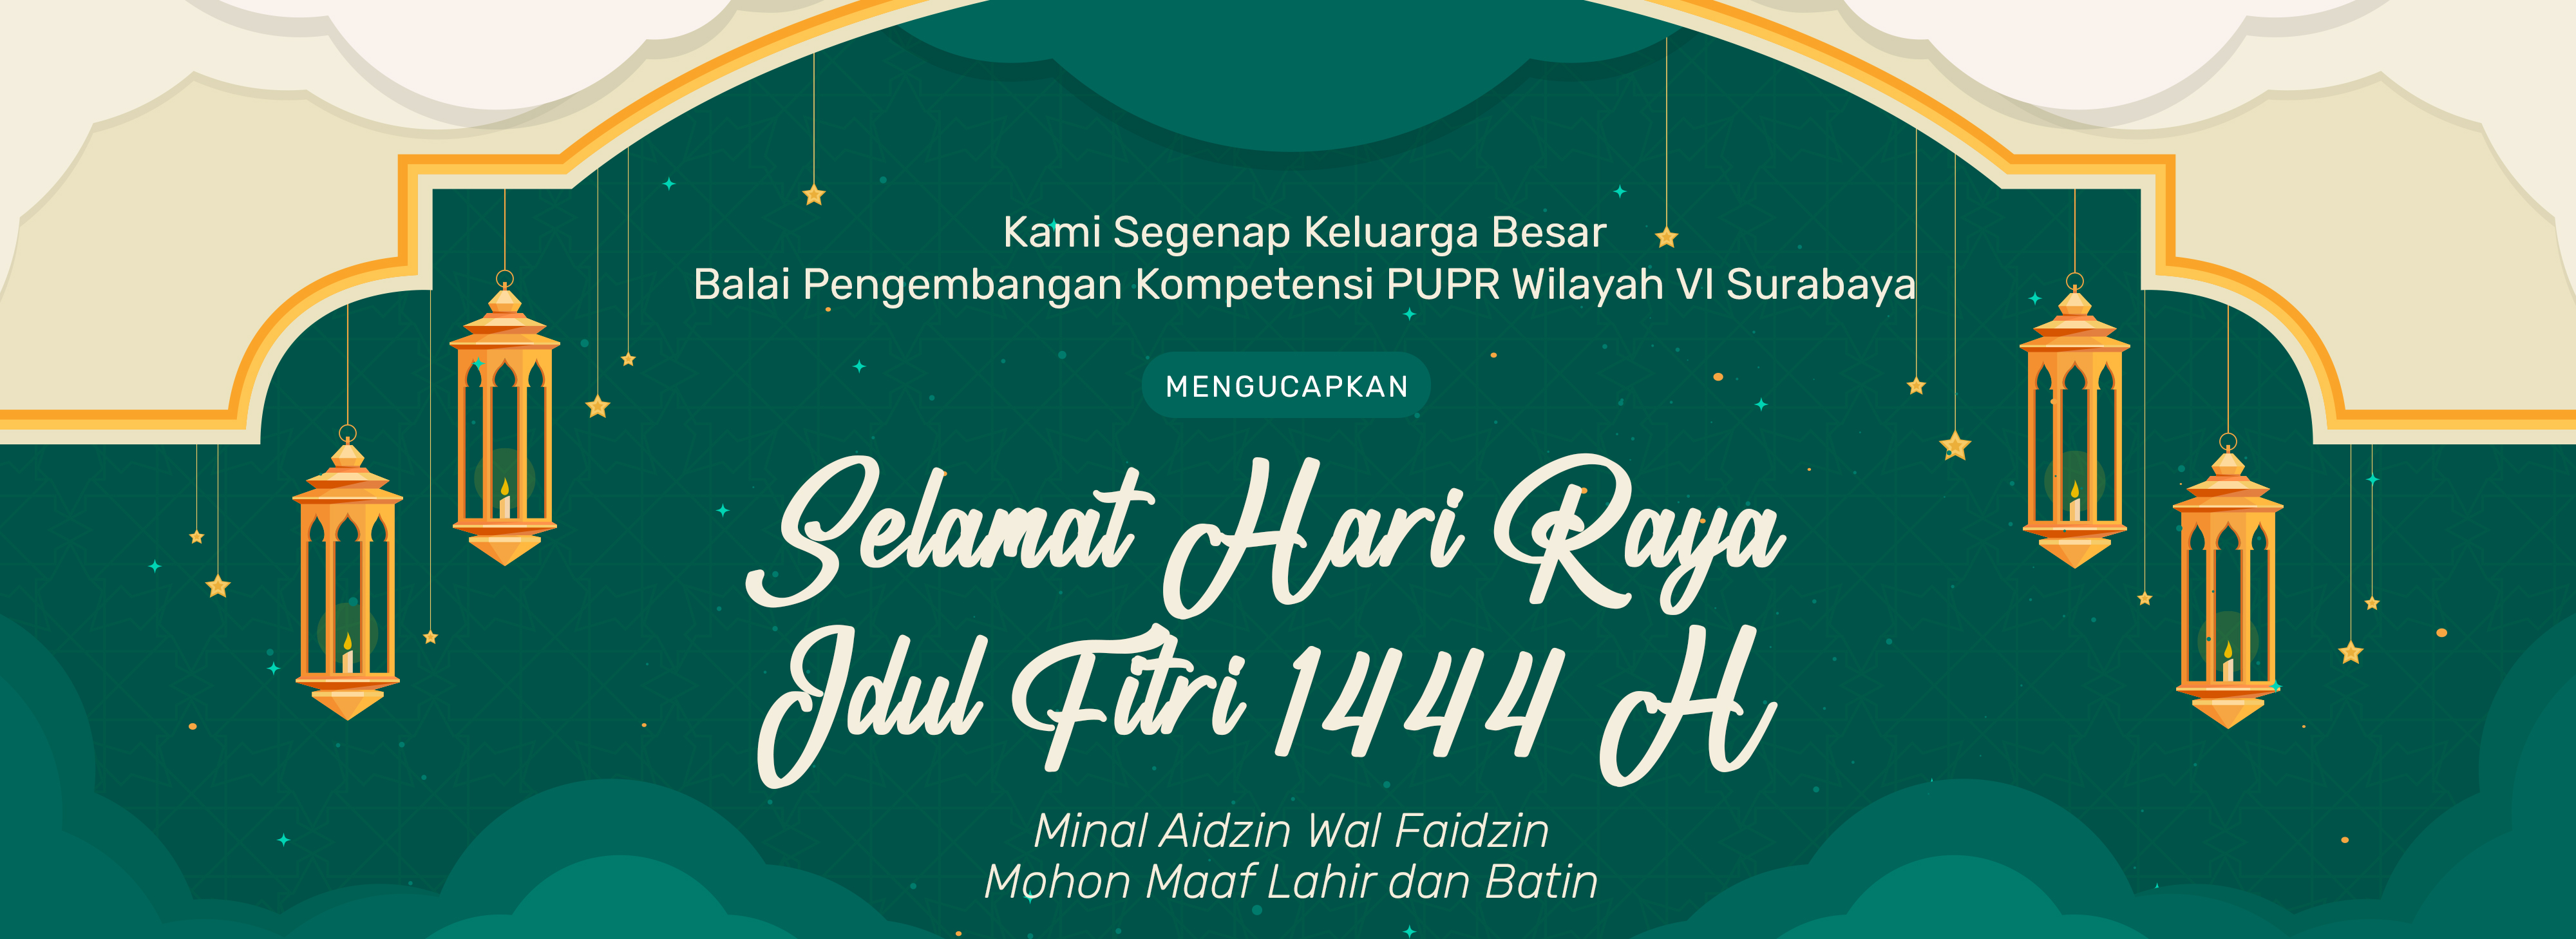 Kami Segenap Keluarga Besar
Balai Pengembangan Kompetensi PUPR Wilayah VI Surabaya
MENGUCAPKAN
Selamat Hari Raya
Idul Fitri 1444 H
Minal Aidzin Wal Faidzin
Mohon Maaf Lahir dan Batin